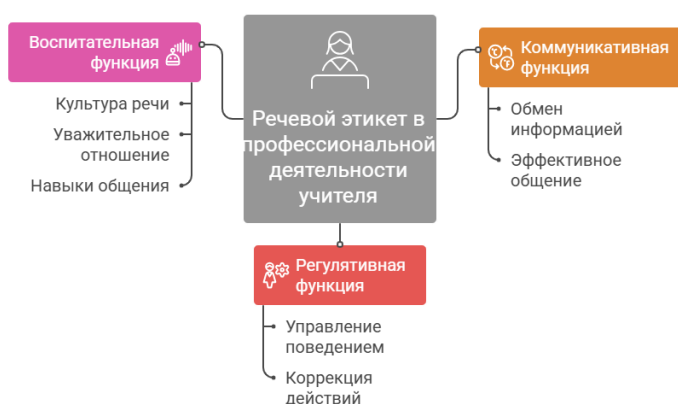 Воспитательная
функция
Культура речи
Уважительное
отношение
Навыки общения
Речевой этикет в
профессиональной
деятельности
учителя
Коммуникативная
функция
Обмен
информацией
Эффективное
общение
Регулятивная
функция
Управление
поведением
Коррекция
действий